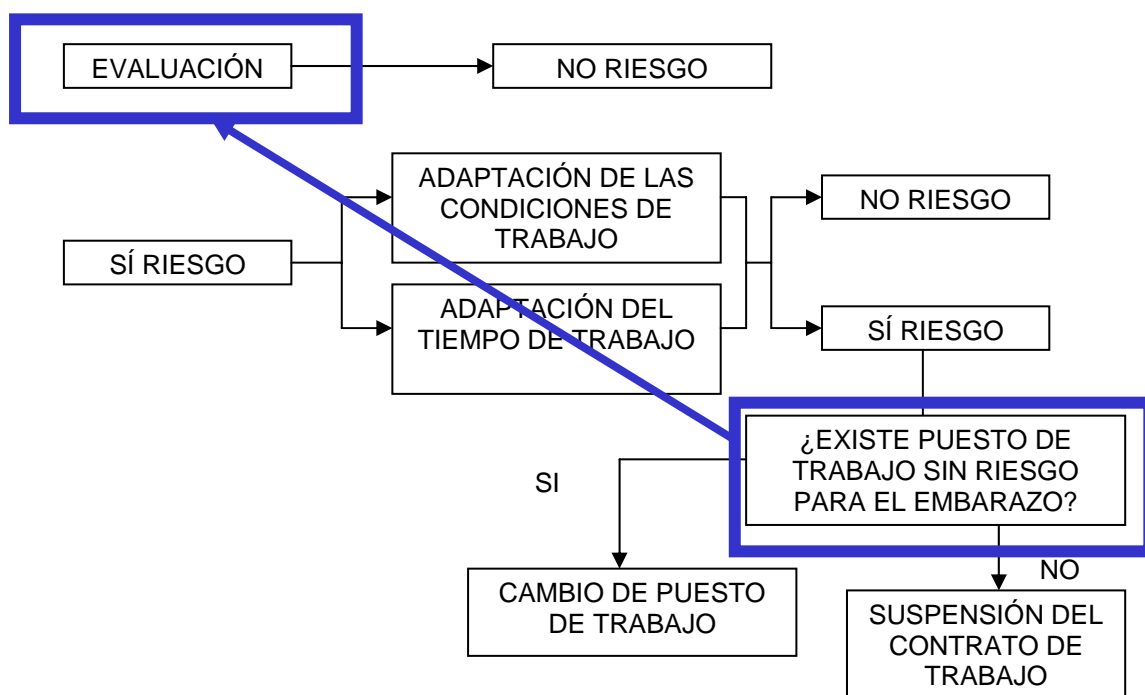 EVALUACIÓN
NO RIESGO
ADAPTACIÓN DE LAS
CONDICIONES DE
TRABAJO
NO RIESGO
SÍ RIESGO
ADAPTACIÓN DEL
TIEMPO DE TRABAJO
SÍ RIESGO
¿EXISTE PUESTO DE
TRABAJO SIN RIESGO
PARA EL EMBARAZO?
SI
NO
CAMBIO DE PUESTO
DE TRABAJO
SUSPENSIÓN DEL
CONTRATO DE
TRABAJO